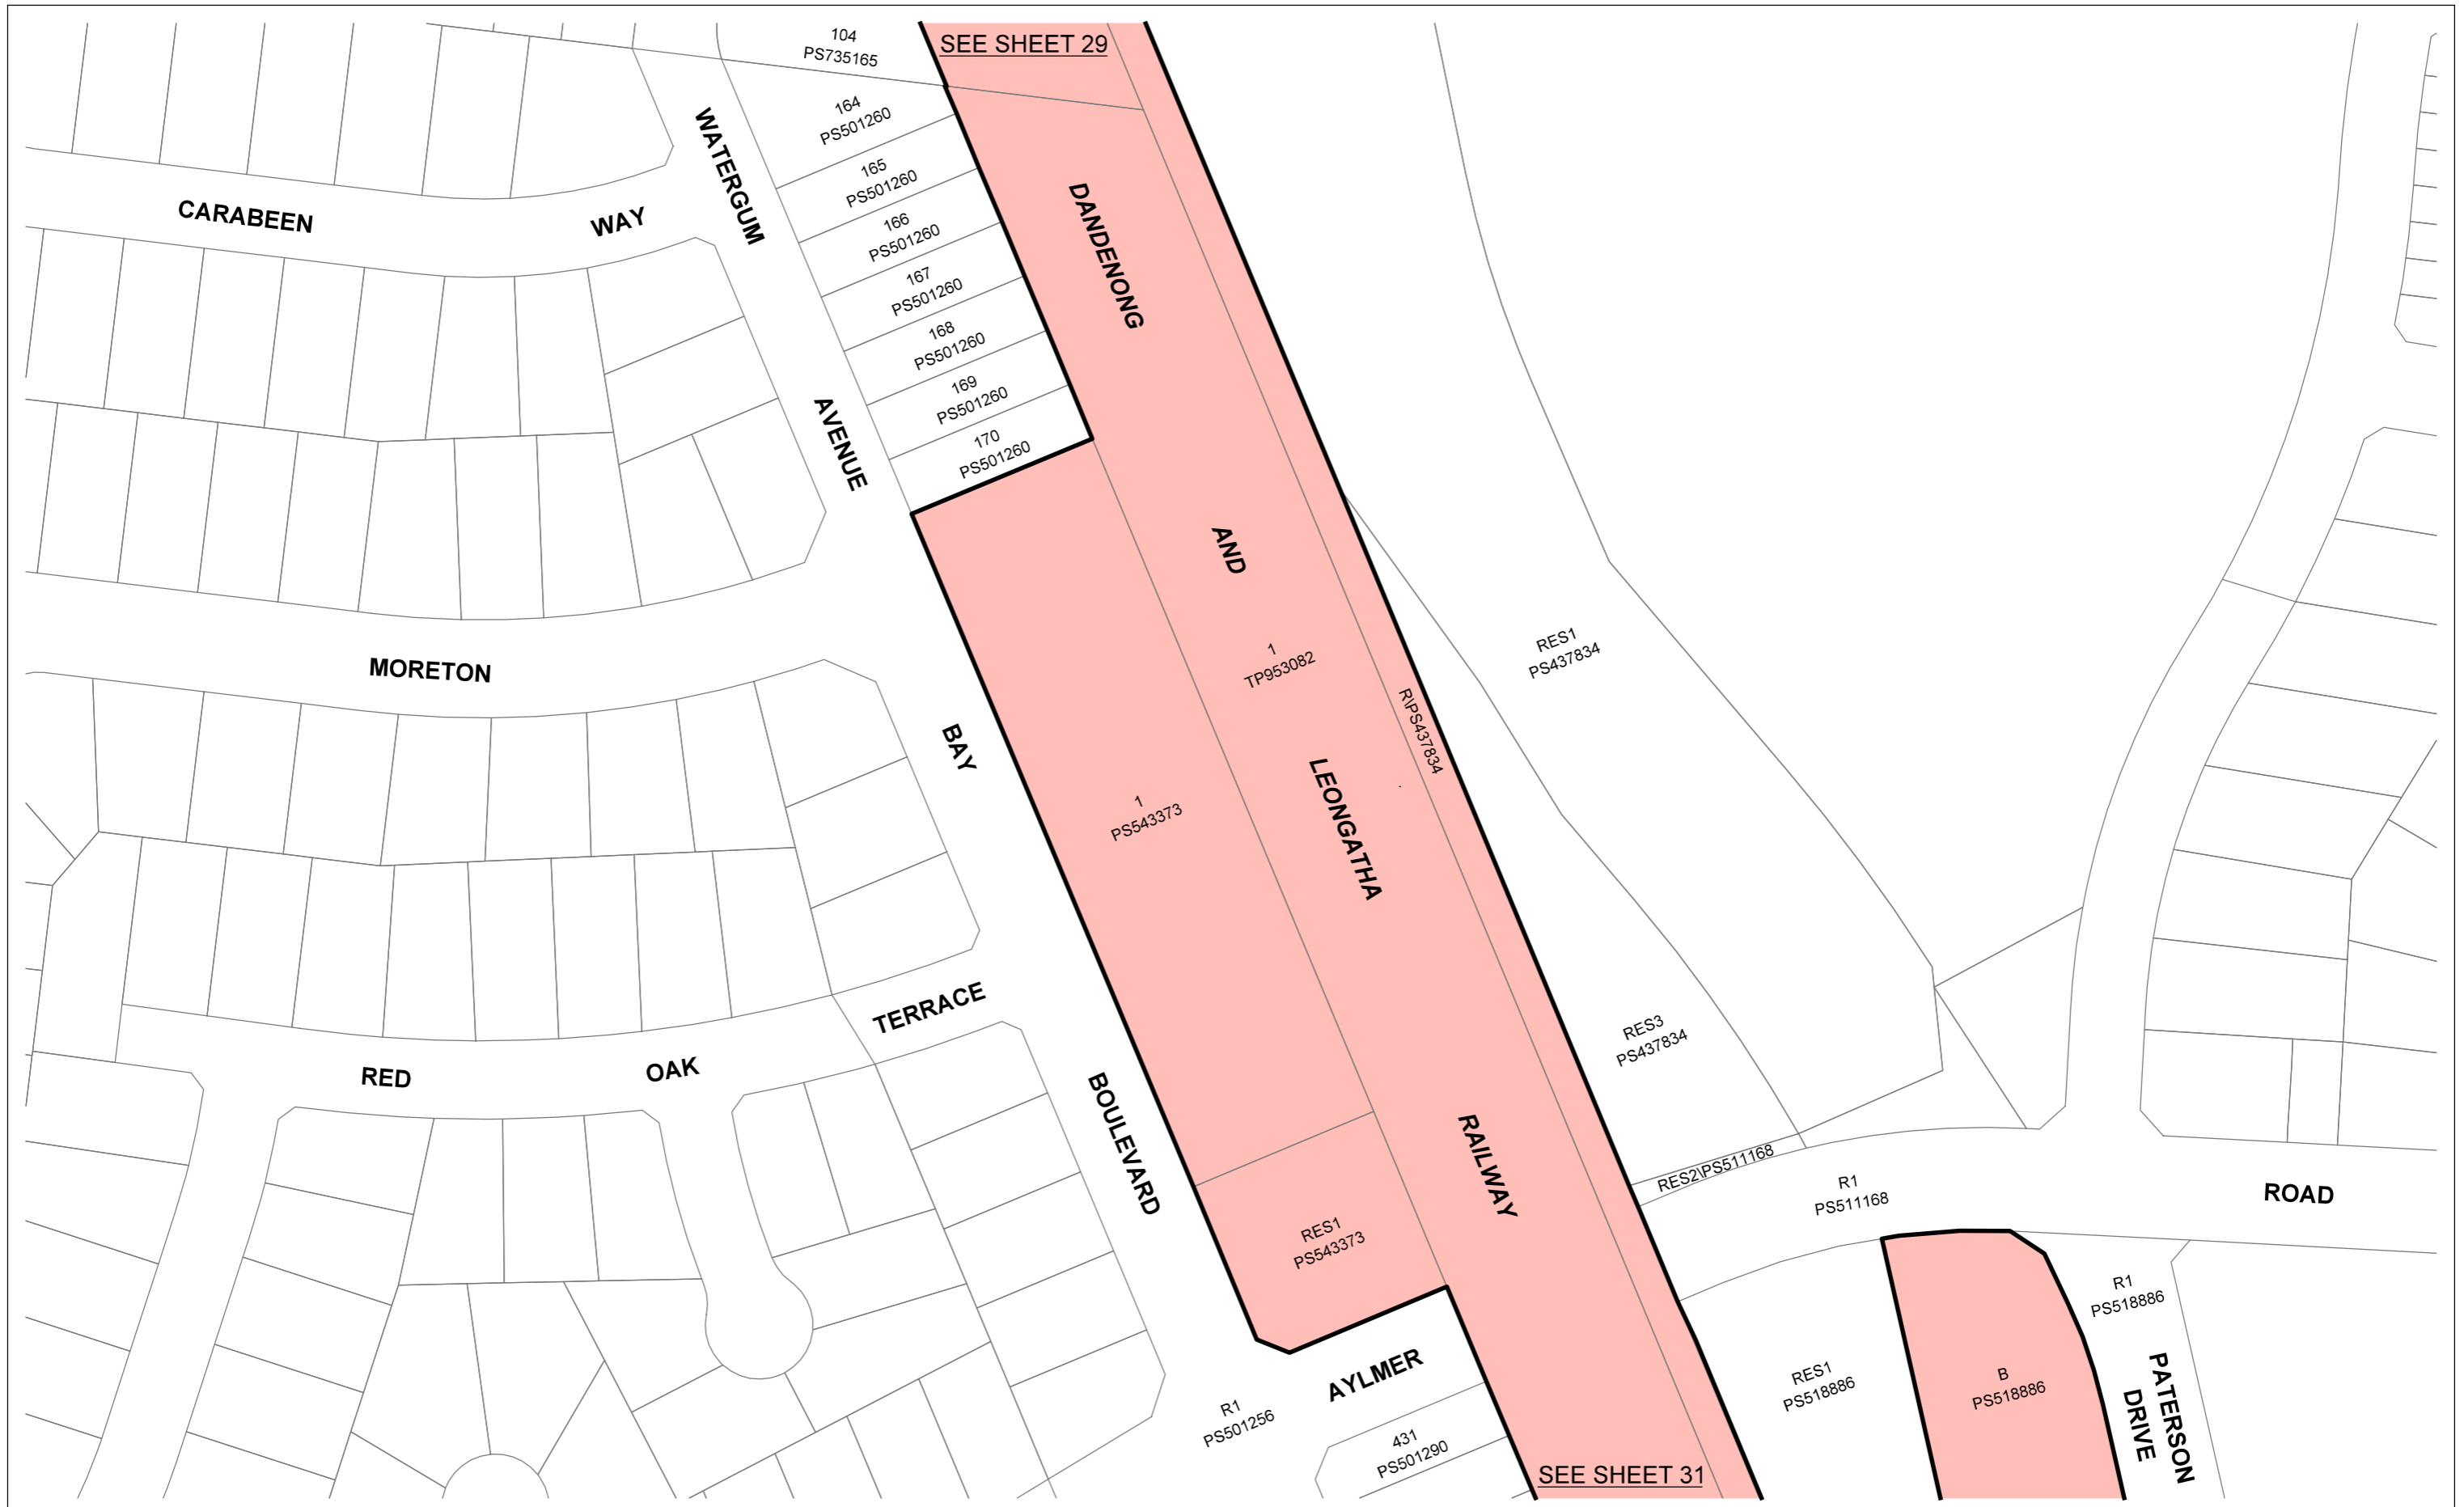 104
PS735165
SEE SHEET 29
164
PS501260
WATERGUM
165
PS501260
CARABEEN
WAY
166
PS501260
DANDENONG
167
PS501260
168
PS501260
169
PS501260
AVENUE
170
PS501260
AND
MORETON
1
TP953082
RES1
PS437834
R\PS437834
BAY
1
PS543373
LEONGATHA
TERRACE
RES3
PS437834
RED
OAK
BOULEVARD
RAILWAY
RES2\PS511168
R1
PS511168
ROAD
RES1
PS543373
R1
PS518886
AYLMER
RES1
PS518886
B
PS518886
PATERSON
DRIVE
R1
PS501256
431
PS501290
SEE SHEET 31